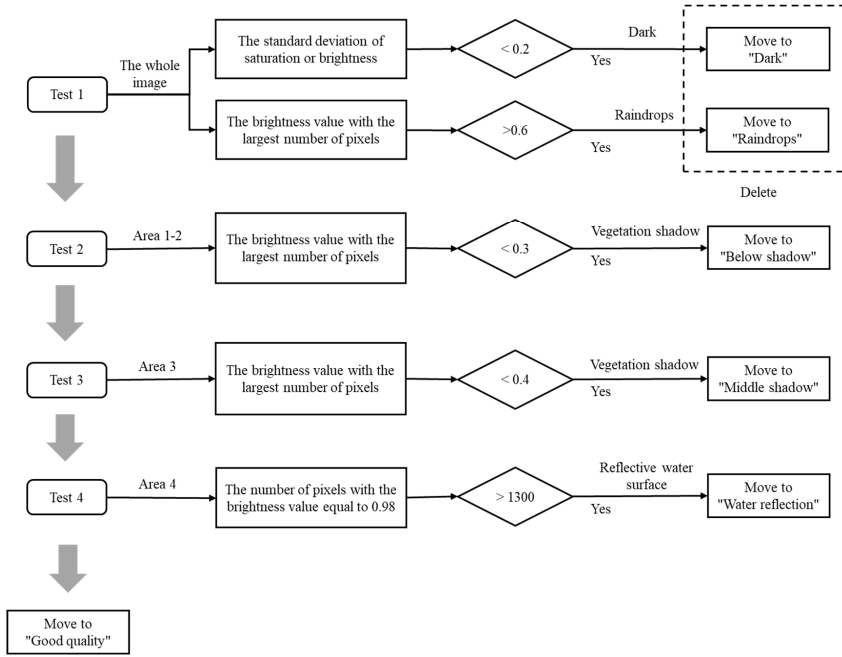 Test 1
The whole
image
The standard deviation of
saturation or brightness
< 0.2
Dark
Yes
Move to
"Dark"
The brightness value with the
largest number of pixels
>0.6
Raindrops
Yes
Move to
"Raindrops"
Delete
Test 2
Area 1-2
The brightness value with the
largest number of pixels
< 0.3
Vegetation shadow
Yes
Move to
"Below shadow"
Test 3
Area 3
The brightness value with the
largest number of pixels
< 0.4
Vegetation shadow
Yes
Move to
"Middle shadow"
Test 4
Area 4
The number of pixels with the
brightness value equal to 0.98
> 1300
Reflective water
surface
Yes
Move to
"Water reflection"
Move to
"Good quality"